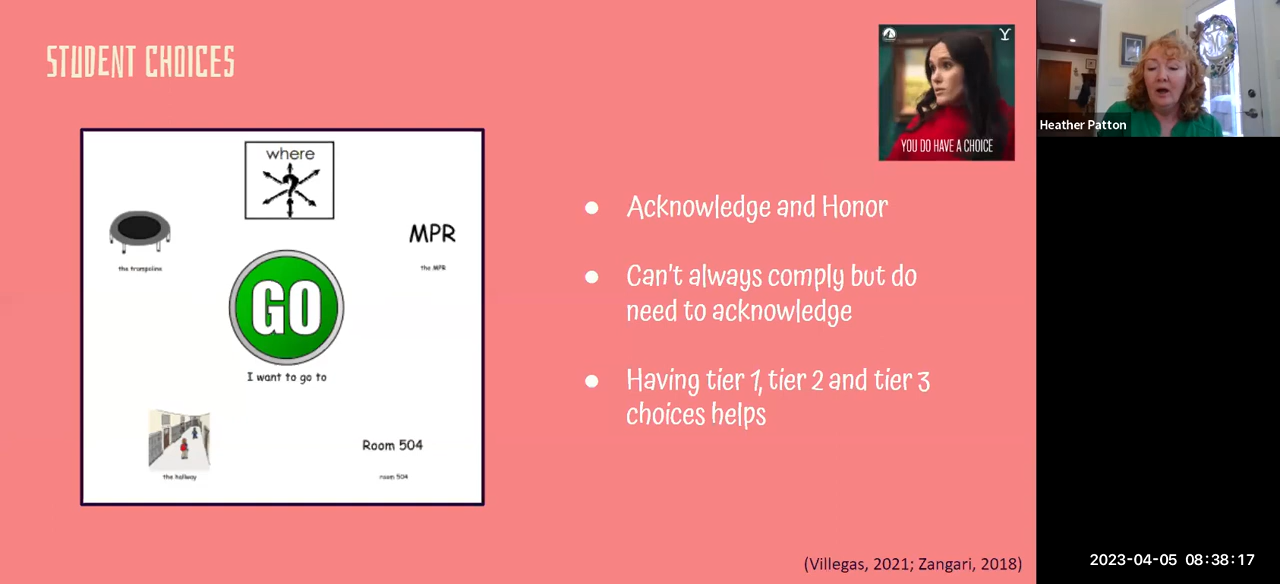 STUDENT CHOICES
YOU DO HAVE A CHOICE
where
?
the trampoline
MPR
the MPR
GO
I want to go to
the hallway
Room 504
room 504
● Acknowledge and Honor
● Can't always comply but do
need to acknowledge
● Having tier 1, tier 2 and tier 3
choices helps
(Villegas, 2021; Zangari, 2018)
Heather Patton
2023-04-05 08:38:17